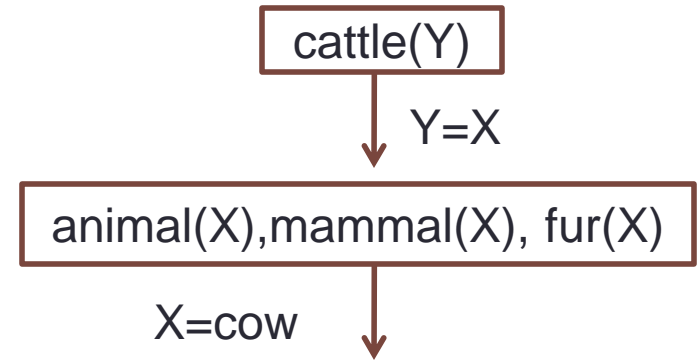 cattle(Y)
Y=X
animal(X),mammal(X), fur(X)
X=cow